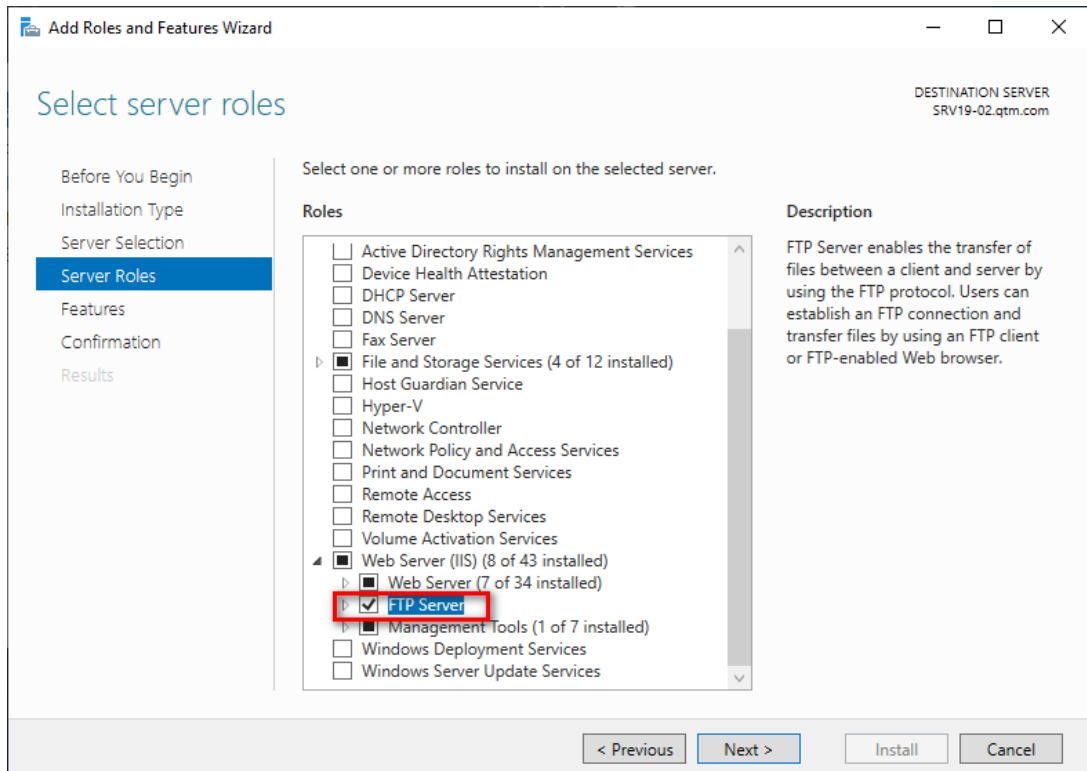 Add Roles and Features Wizard
Select server roles
DESTINATION SERVER
SRV19-02.qtm.com
Before You Begin
Installation Type
Server Selection
Server Roles
Features
Confirmation
Results
Select one or more roles to install on the selected server.
Roles
Active Directory Rights Management Services
Device Health Attestation
DHCP Server
DNS Server
Fax Server
File and Storage Services (4 of 12 installed)
Host Guardian Service
Hyper-V
Network Controller
Network Policy and Access Services
Print and Document Services
Remote Access
Remote Desktop Services
Volume Activation Services
Web Server (IIS) (8 of 43 installed)
Web Server (7 of 34 installed)
FTP Server
Management Tools (1 of 7 installed)
Windows Deployment Services
Windows Server Update Services
Description
FTP Server enables the transfer of
files between a client and server by
using the FTP protocol. Users can
establish an FTP connection and
transfer files by using an FTP client
or FTP-enabled Web browser.
< Previous
Next >
Install
Cancel